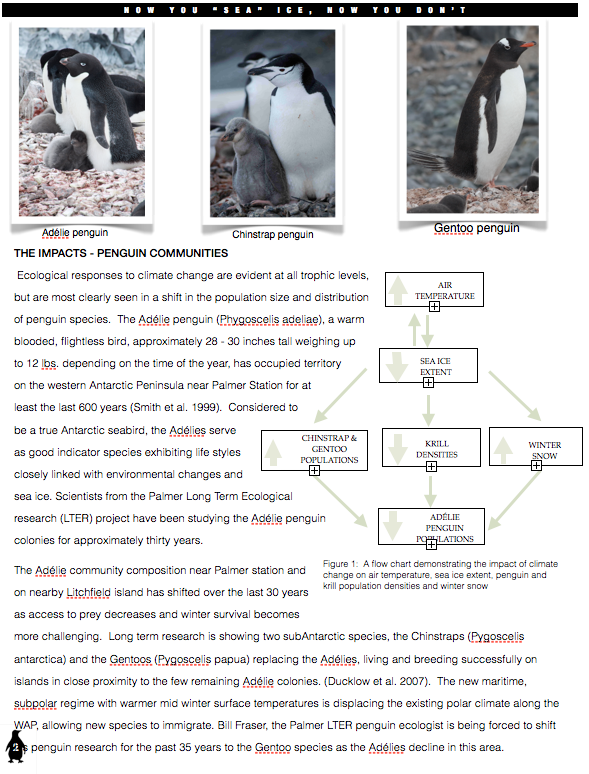 NOW YOU "SEA" ICE, NOW YOU DON'T
Adélie penguin
Chinstrap penguin
Gentoo penguin
THE IMPACTS - PENGUIN COMMUNITIES
Ecological responses to climate change are evident at all trophic levels,
but are most clearly seen in a shift in the population size and distribution
of penguin species.  The Adélie penguin (Phygoscelis adeliae), a warm
blooded, flightless bird, approximately 28 - 30 inches tall weighing up
to 12 lbs. depending on the time of the year, has occupied territory
on the western Antarctic Peninsula near Palmer Station for at
least the last 600 years (Smith et al. 1999).  Considered to
be a true Antarctic seabird, the Adélies serve
as good indicator species exhibiting life styles
closely linked with environmental changes and
sea ice. Scientists from the Palmer Long Term Ecological
research (LTER) project have been studying the Adélie penguin
colonies for approximately thirty years.
AIR
TEMPERATURE
SEA ICE
EXTENT
CHINSTRAP &
GENTOO
POPULATIONS
KRILL
DENSITIES
WINTER
SNOW
ADÉLIE
PENGUIN
POPULATIONS
Figure 1:  A flow chart demonstrating the impact of climate
change on air temperature, sea ice extent, penguin and
krill population densities and winter snow
The Adélie community composition near Palmer station and
on nearby Litchfield island has shifted over the last 30 years
as access to prey decreases and winter survival becomes
more challenging.  Long term research is showing two subAntarctic species, the Chinstraps (Pygoscelis
antarctica) and the Gentoos (Pygoscelis papua) replacing the Adélies, living and breeding successfully on
islands in close proximity to the few remaining Adélie colonies. (Ducklow et al. 2007).  The new maritime,
subpolar regime with warmer mid winter surface temperatures is displacing the existing polar climate along the
WAP, allowing new species to immigrate. Bill Fraser, the Palmer LTER penguin ecologist is being forced to shift
penguin research for the past 35 years to the Gentoo species as the Adélies decline in this area.
2